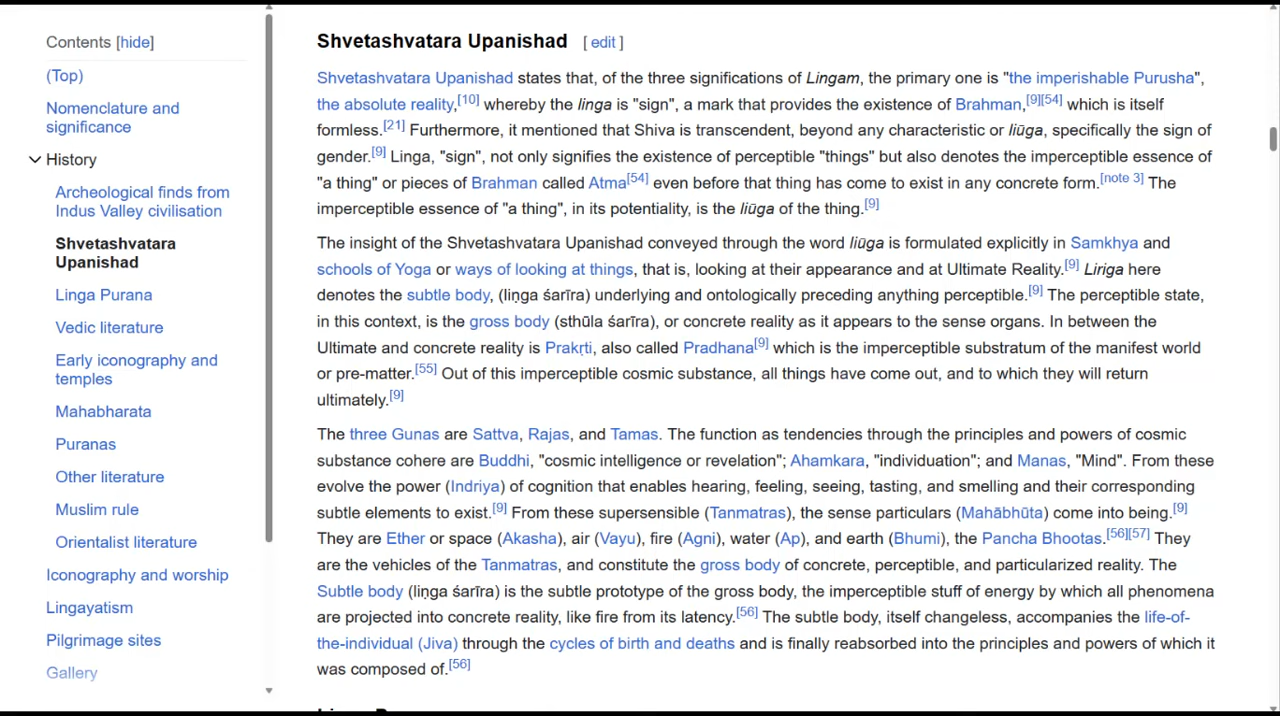 Contents [hide]
(Top)
Nomenclature and
significance
History
Archeological finds from
Indus Valley civilisation
Shvetashvatara
Upanishad
Linga Purana
Vedic literature
Early iconography and
temples
Mahabharata
Puranas
Other literature
Muslim rule
Orientalist literature
Iconography and worship
Lingayatism
Pilgrimage sites
Gallery
Shvetashvatara Upanishad [ edit ]
Shvetashvatara Upanishad states that, of the three significations of Lingam, the primary one is "the imperishable Purusha",
the absolute reality,[10] whereby the linga is "sign", a mark that provides the existence of Brahman,[9][54] which is itself
formless.[21] Furthermore, it mentioned that Shiva is transcendent, beyond any characteristic or liūga, specifically the sign of
gender.[9] Linga, "sign", not only signifies the existence of perceptible "things" but also denotes the imperceptible essence of
"a thing" or pieces of Brahman called Atma[54] even before that thing has come to exist in any concrete form.[note 3] The
imperceptible essence of "a thing", in its potentiality, is the liūga of the thing.[9]
The insight of the Shvetashvatara Upanishad conveyed through the word liūga is formulated explicitly in Samkhya and
schools of Yoga or ways of looking at things, that is, looking at their appearance and at Ultimate Reality.[9] Liriga here
denotes the subtle body, (liṇga śarīra) underlying and ontologically preceding anything perceptible.[9] The perceptible state,
in this context, is the gross body (sthūla śarīra), or concrete reality as it appears to the sense organs. In between the
Ultimate and concrete reality is Prakṛti, also called Pradhana[9] which is the imperceptible substratum of the manifest world
or pre-matter.[55] Out of this imperceptible cosmic substance, all things have come out, and to which they will return
ultimately.[9]
The three Gunas are Sattva, Rajas, and Tamas. The function as tendencies through the principles and powers of cosmic
substance cohere are Buddhi, "cosmic intelligence or revelation"; Ahamkara, "individuation"; and Manas, "Mind". From these
evolve the power (Indriya) of cognition that enables hearing, feeling, seeing, tasting, and smelling and their corresponding
subtle elements to exist.[9] From these supersensible (Tanmatras), the sense particulars (Mahābhūta) come into being.[9]
They are Ether or space (Akasha), air (Vayu), fire (Agni), water (Ap), and earth (Bhumi), the Pancha Bhootas.[56][57] They
are the vehicles of the Tanmatras, and constitute the gross body of concrete, perceptible, and particularized reality. The
Subtle body (liṇga śarīra) is the subtle prototype of the gross body, the imperceptible stuff of energy by which all phenomena
are projected into concrete reality, like fire from its latency.[56] The subtle body, itself changeless, accompanies the life-of-
the-individual (Jiva) through the cycles of birth and deaths and is finally reabsorbed into the principles and powers of which it
was composed of.[56]